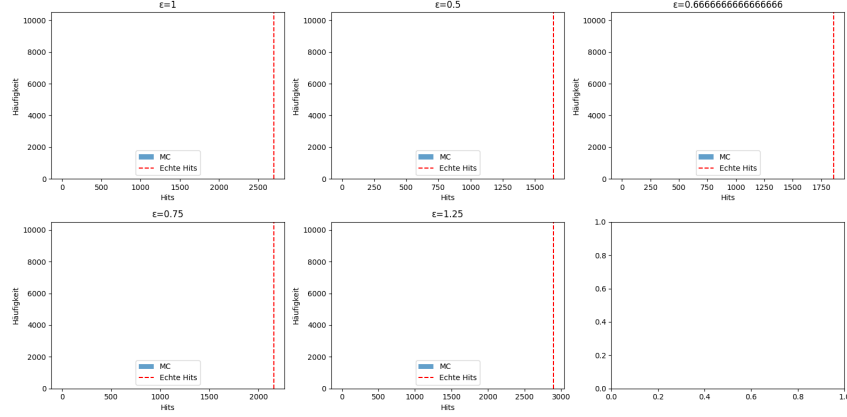 ε=1
10000
8000
6000
4000
2000
0
Häufigkeit
MC
Echte Hits
0 500 1000 1500 2000 2500
Hits
ε=0.5
10000
8000
6000
4000
2000
0
Häufigkeit
MC
Echte Hits
0 250 500 750 1000 1250 1500
Hits
ε=0.6666666666666666
10000
8000
6000
4000
2000
0
Häufigkeit
MC
Echte Hits
0 250 500 750 1000 1250 1500 1750
Hits
ε=0.75
10000
8000
6000
4000
2000
0
Häufigkeit
MC
Echte Hits
0 500 1000 1500 2000
Hits
ε=1.25
10000
8000
6000
4000
2000
0
Häufigkeit
MC
Echte Hits
0 500 1000 1500 2000 2500 3000
Hits
1.0
0.8
0.6
0.4
0.2
0.0
0.0 0.2 0.4 0.6 0.8 1.0